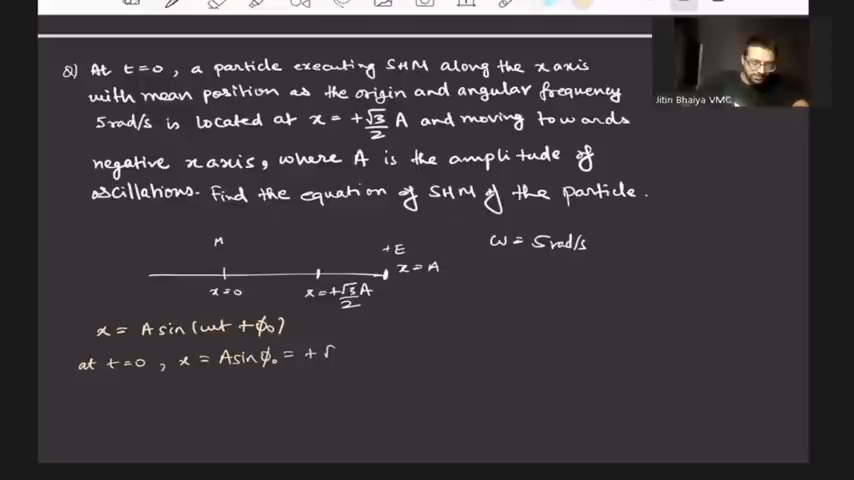 Q) At t=0, a particle executing SHM along the x axis
with mean position as the origin and angular frequency
5rad/s is located at x = +√3/2 A and moving towards
negative x axis, where A is the amplitude of
oscillations. Find the equation of SHM of the particle.
M
+E
ω = 5rad/s
x=A
x=0
x=+√3/2 A
x = A sin(ωt + ϕ₀)
at t=0, x = A sin ϕ₀ = + √
Jitin Bhaiya VMC